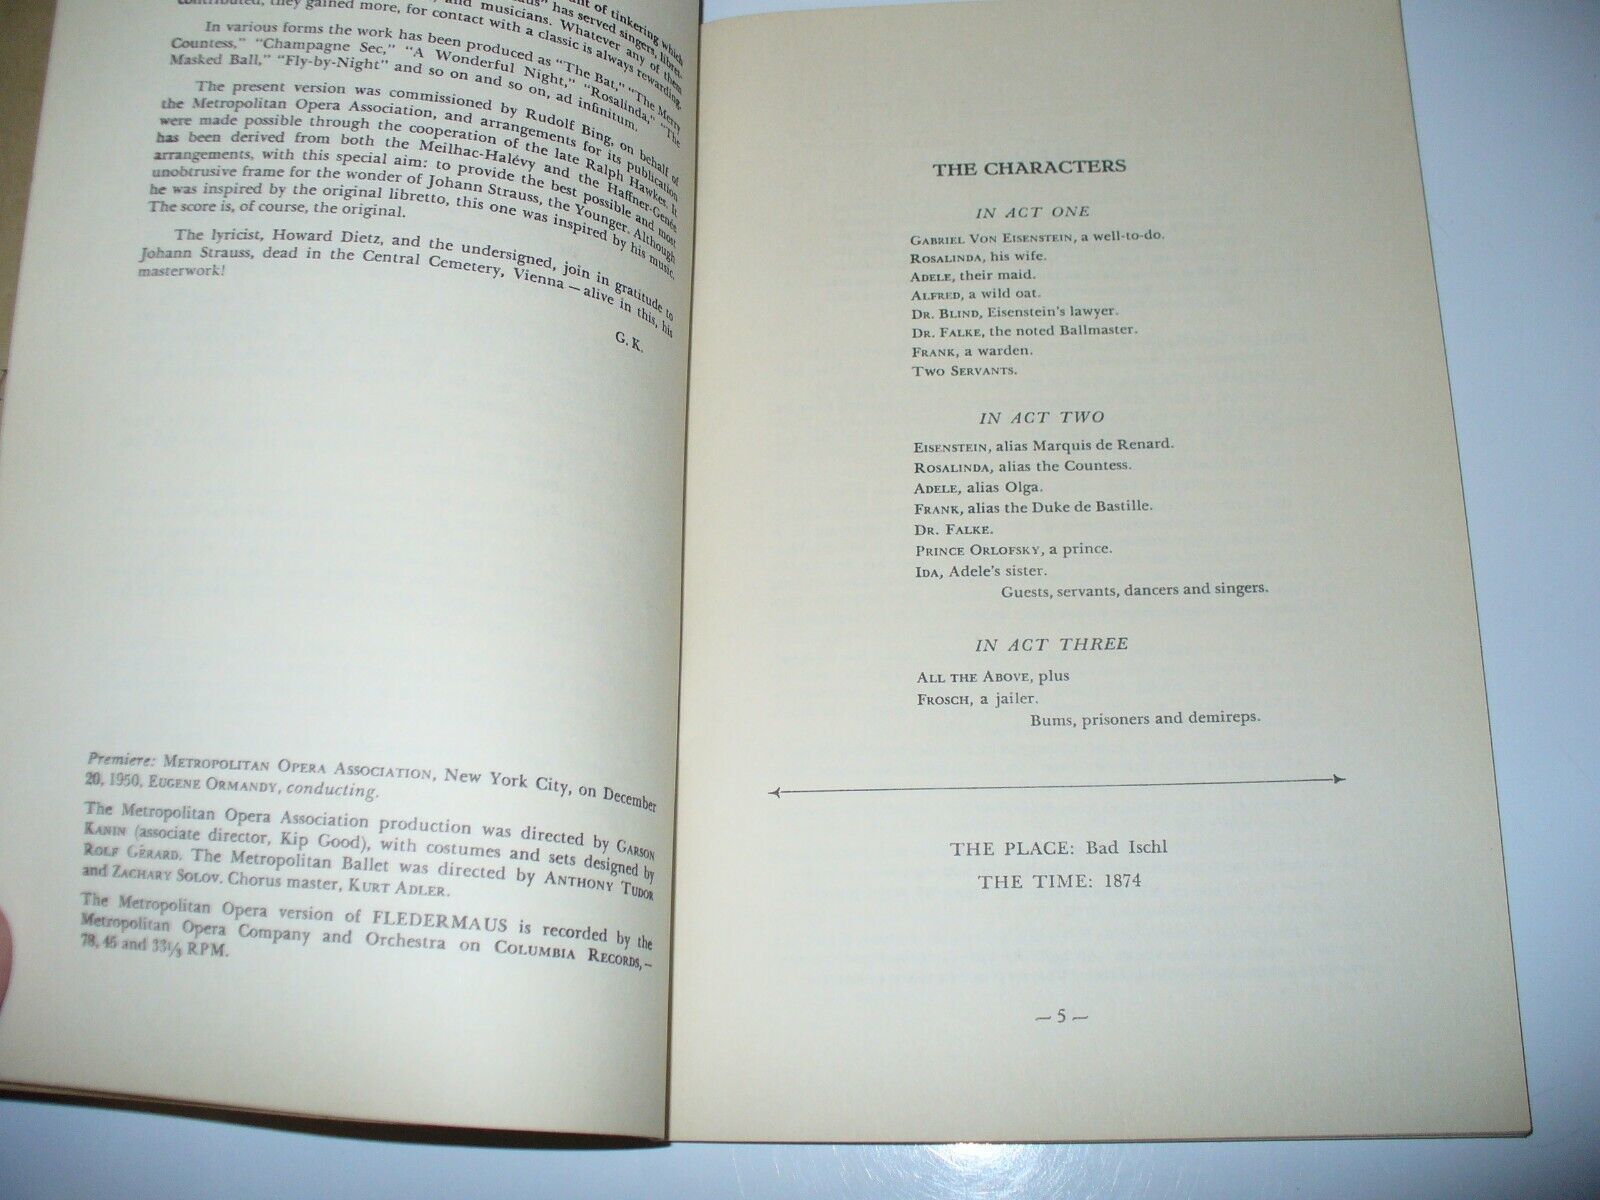 nt of tinkering which
aus" has served singers, libret-
and musicians. Whatever any of them
contributed, they gained more, for contact with a classic is always rewarding.
In various forms the work has been produced as "The Bat," "The Merry
Countess," "Champagne Sec," "A Wonderful Night," "Rosalinda," "The
Masked Ball," "Fly-by-Night" and so on and so on, ad infinitum.
The present version was commissioned by Rudolf Bing, on behalf of
the Metropolitan Opera Association, and arrangements for its publication
were made possible through the cooperation of the late Ralph Hawkes. It
has been derived from both the Meilhac-Halévy and the Haffner-Genée
arrangements, with this special aim: to provide the best possible and most
unobtrusive frame for the wonder of Johann Strauss, the Younger. Although
he was inspired by the original libretto, this one was inspired by his music.
The score is, of course, the original.
The lyricist, Howard Dietz, and the undersigned, join in gratitude to
Johann Strauss, dead in the Central Cemetery, Vienna — alive in this, his
masterwork!
G. K.
Premiere: METROPOLITAN OPERA ASSOCIATION, New York City, on December
20, 1950, EUGENE ORMANDY, conducting.
The Metropolitan Opera Association production was directed by GARSON
KANIN (associate director, Kip Good), with costumes and sets designed by
ROLF GÉRARD. The Metropolitan Ballet was directed by ANTHONY TUDOR
and ZACHARY SOLOV. Chorus master, KURT ADLER.
The Metropolitan Opera version of FLEDERMAUS is recorded by the
Metropolitan Opera Company and Orchestra on COLUMBIA RECORDS,—
78, 45 and 33⅓ RPM.
THE CHARACTERS
IN ACT ONE
GABRIEL VON EISENSTEIN, a well-to-do.
ROSALINDA, his wife.
ADELE, their maid.
ALFRED, a wild oat.
DR. BLIND, Eisenstein's lawyer.
DR. FALKE, the noted Ballmaster.
FRANK, a warden.
TWO SERVANTS.
IN ACT TWO
EISENSTEIN, alias Marquis de Renard.
ROSALINDA, alias the Countess.
ADELE, alias Olga.
FRANK, alias the Duke de Bastille.
DR. FALKE.
PRINCE ORLOFSKY, a prince.
IDA, Adele's sister.
Guests, servants, dancers and singers.
IN ACT THREE
ALL THE ABOVE, plus
FROSCH, a jailer.
Bums, prisoners and demireps.
THE PLACE: Bad Ischl
THE TIME: 1874
— 5 —